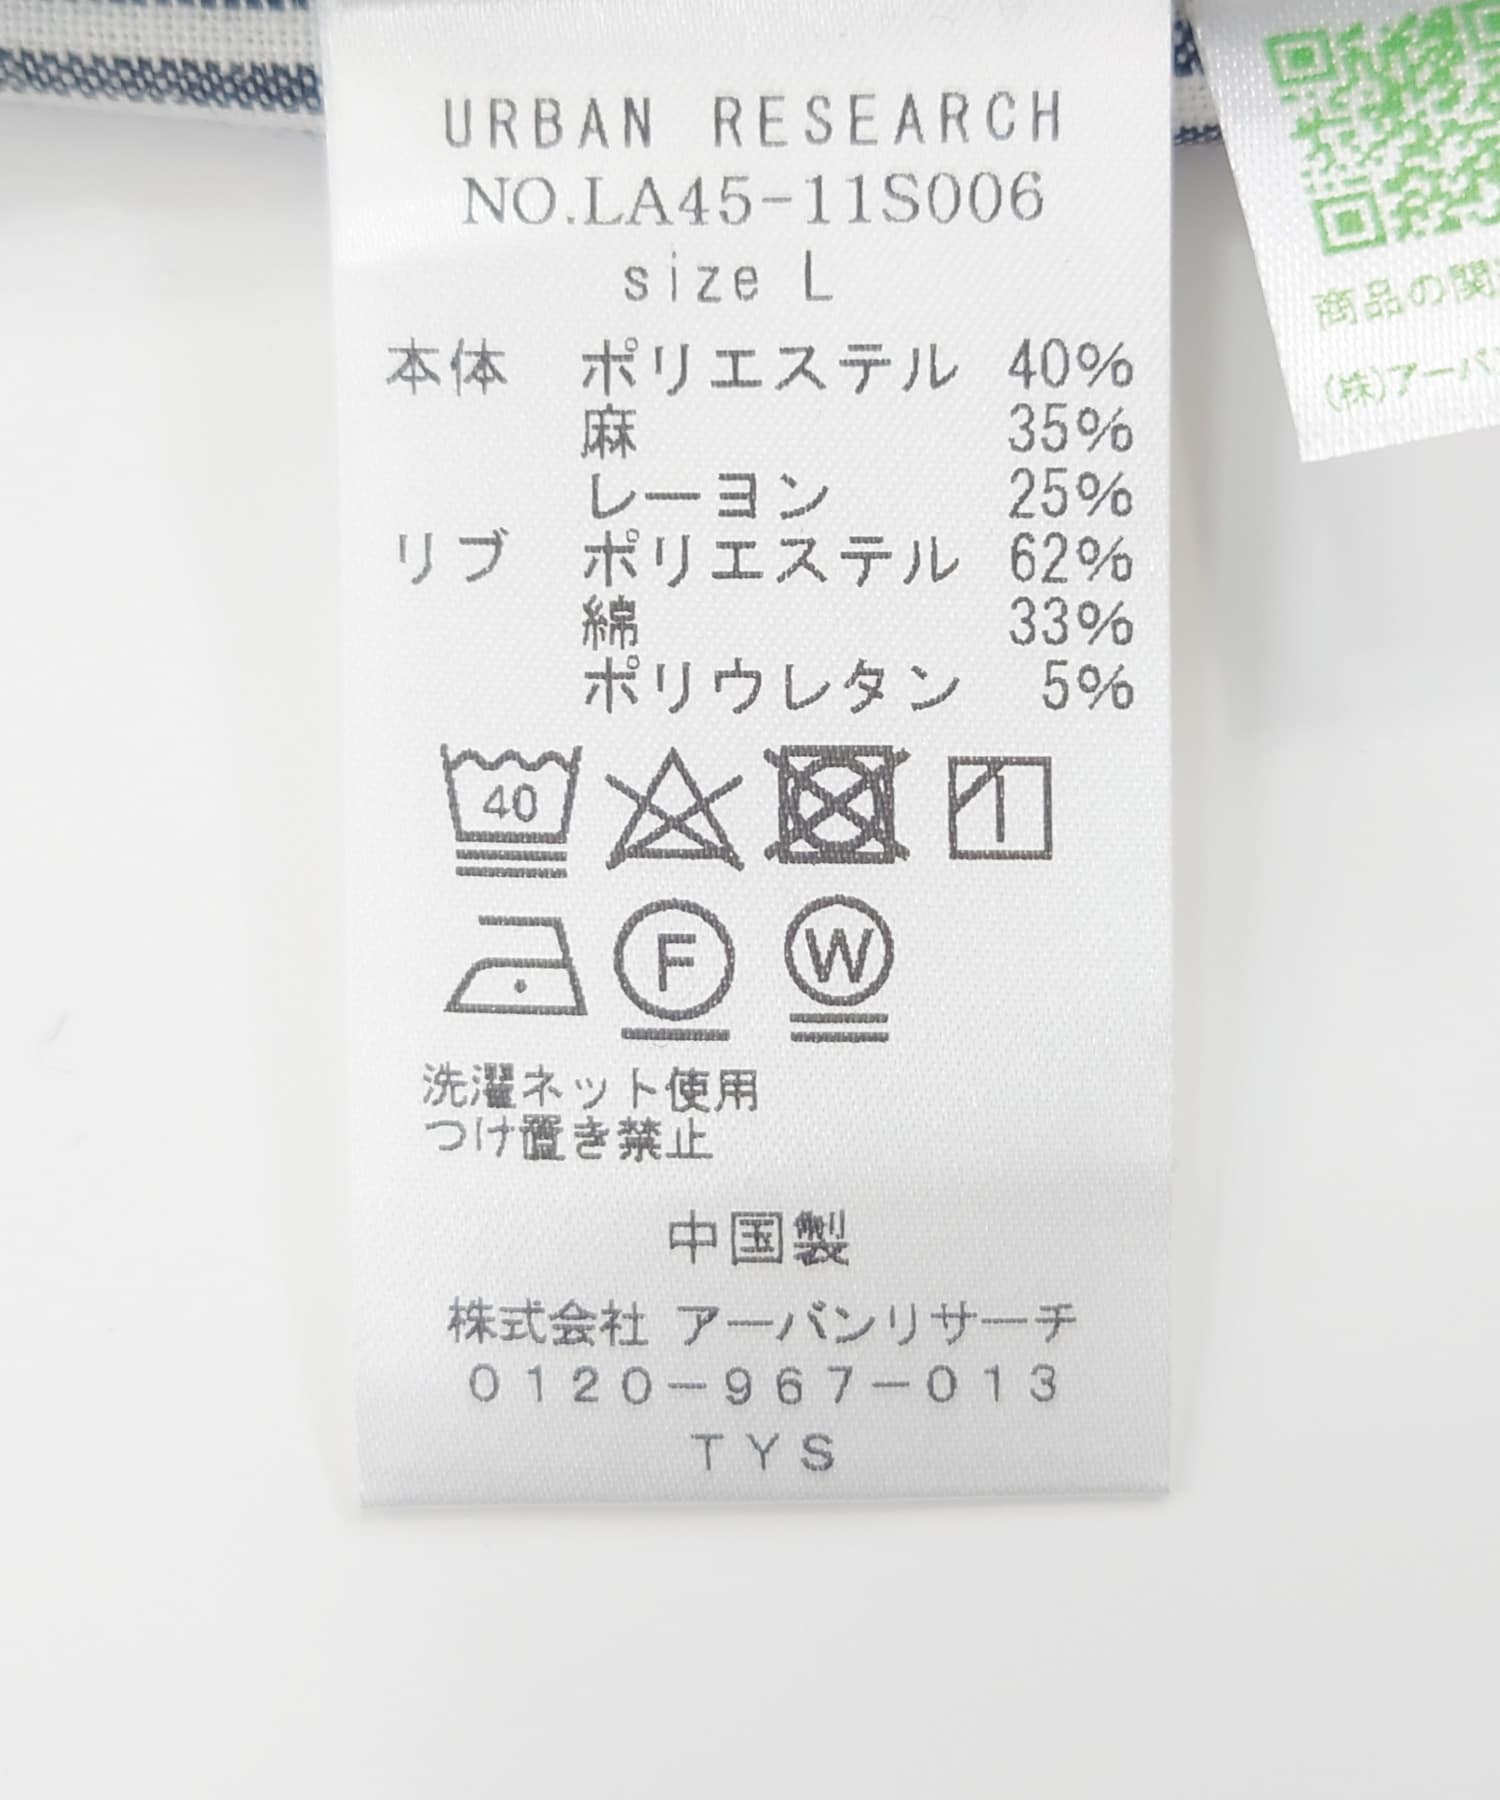 URBAN RESEARCH
NO.LA45-11S006
size L
本体 ポリエステル 40%
麻 35%
レーヨン 25%
リブ ポリエステル 62%
綿 33%
ポリウレタン 5%
40
F
W
洗濯ネット使用
つけ置き禁止
中国製
株式会社 アーバンリサーチ
0120-967-013
TYS
商品の関
(株)アーバ